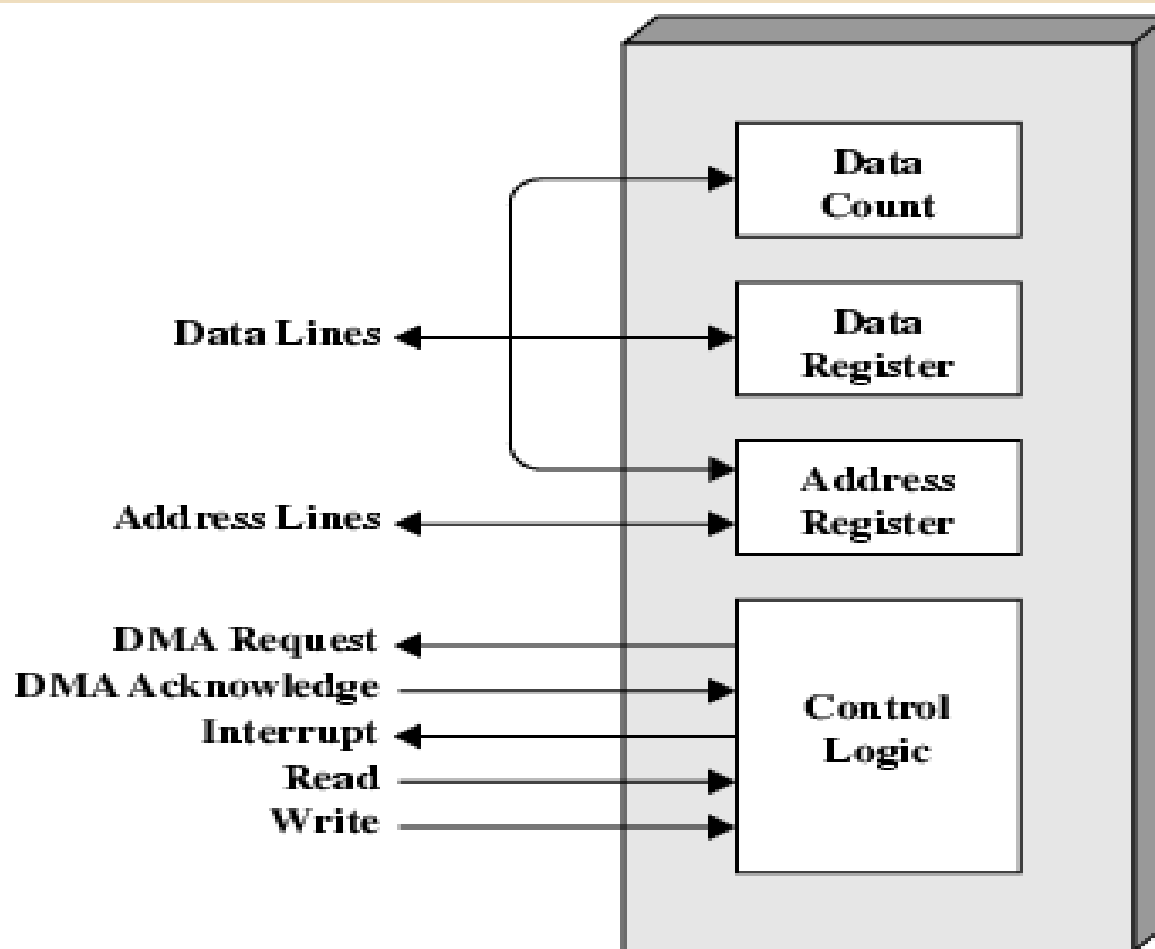 Data
Count
Data Lines
Data
Register
Address
Register
Address Lines
DMA Request
DMA Acknowledge
Interrupt
Read
Write
Control
Logic